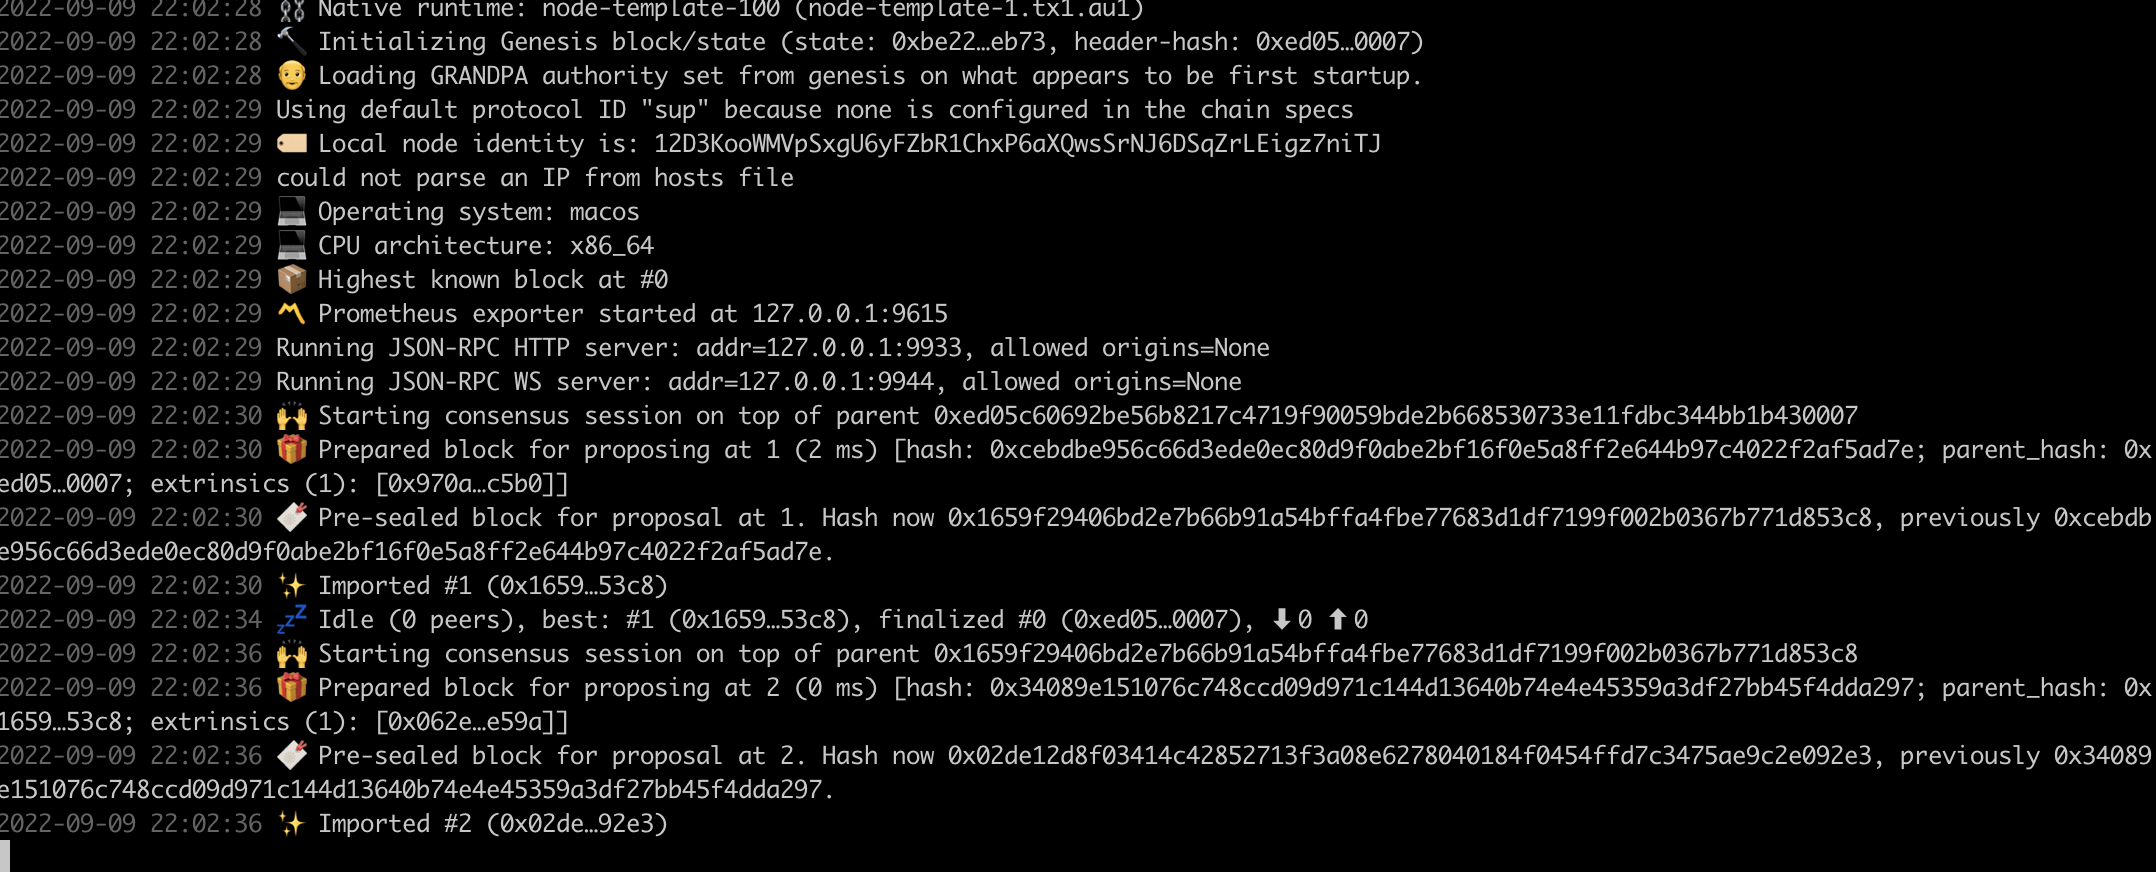 2022-09-09 22:02:28 ⛓ Native runtime: node-template-100 (node-template-1.tx1.au1)
2022-09-09 22:02:28 🔨 Initializing Genesis block/state (state: 0xbe22…eb73, header-hash: 0xed05…0007)
2022-09-09 22:02:28 👴 Loading GRANDPA authority set from genesis on what appears to be first startup.
2022-09-09 22:02:29 Using default protocol ID "sup" because none is configured in the chain specs
2022-09-09 22:02:29 🏷 Local node identity is: 12D3KooWMVpSxgU6yFZbR1ChxP6aXQwsSrNJ6DSqZrLEigz7niTJ
2022-09-09 22:02:29 could not parse an IP from hosts file
2022-09-09 22:02:29 💻 Operating system: macos
2022-09-09 22:02:29 💻 CPU architecture: x86_64
2022-09-09 22:02:29 📦 Highest known block at #0
2022-09-09 22:02:29 〽️ Prometheus exporter started at 127.0.0.1:9615
2022-09-09 22:02:29 Running JSON-RPC HTTP server: addr=127.0.0.1:9933, allowed origins=None
2022-09-09 22:02:29 Running JSON-RPC WS server: addr=127.0.0.1:9944, allowed origins=None
2022-09-09 22:02:30 🙌 Starting consensus session on top of parent 0xed05c60692be56b8217c4719f90059bde2b668530733e11fdbc344bb1b430007
2022-09-09 22:02:30 🎁 Prepared block for proposing at 1 (2 ms) [hash: 0xcebdbe956c66d3ede0ec80d9f0abe2bf16f0e5a8ff2e644b97c4022f2af5ad7e; parent_hash: 0x
ed05…0007; extrinsics (1): [0x970a…c5b0]]
2022-09-09 22:02:30 🔖 Pre-sealed block for proposal at 1. Hash now 0x1659f29406bd2e7b66b91a54bffa4fbe77683d1df7199f002b0367b771d853c8, previously 0xcebdb
e956c66d3ede0ec80d9f0abe2bf16f0e5a8ff2e644b97c4022f2af5ad7e.
2022-09-09 22:02:30 ✨ Imported #1 (0x1659…53c8)
2022-09-09 22:02:34 💤 Idle (0 peers), best: #1 (0x1659…53c8), finalized #0 (0xed05…0007), ⬇ 0 ⬆ 0
2022-09-09 22:02:36 🙌 Starting consensus session on top of parent 0x1659f29406bd2e7b66b91a54bffa4fbe77683d1df7199f002b0367b771d853c8
2022-09-09 22:02:36 🎁 Prepared block for proposing at 2 (0 ms) [hash: 0x34089e151076c748ccd09d971c144d13640b74e4e45359a3df27bb45f4dda297; parent_hash: 0x
1659…53c8; extrinsics (1): [0x062e…e59a]]
2022-09-09 22:02:36 🔖 Pre-sealed block for proposal at 2. Hash now 0x02de12d8f03414c42852713f3a08e6278040184f0454ffd7c3475ae9c2e092e3, previously 0x34089
e151076c748ccd09d971c144d13640b74e4e45359a3df27bb45f4dda297.
2022-09-09 22:02:36 ✨ Imported #2 (0x02de…92e3)